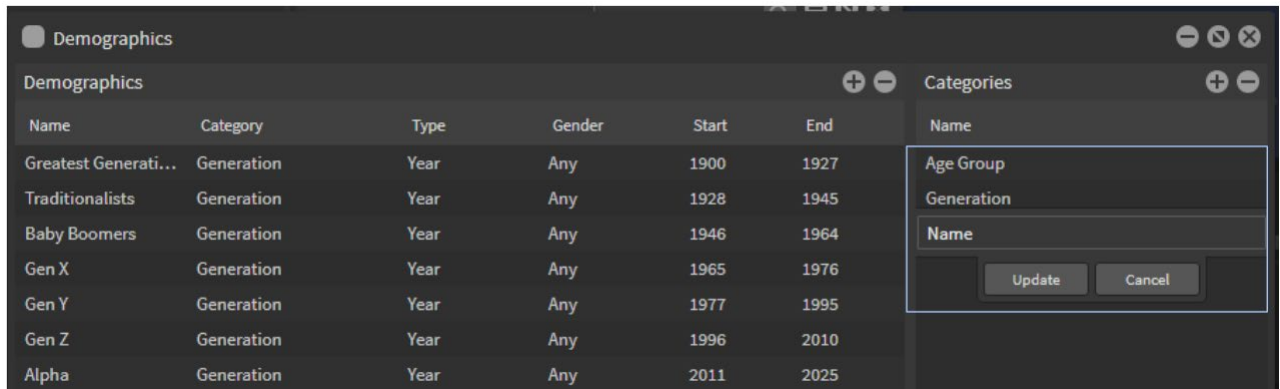 Demographics
Demographics
Name Category Type Gender Start End
Greatest Generati... Generation Year Any 1900 1927
Traditionalists Generation Year Any 1928 1945
Baby Boomers Generation Year Any 1946 1964
Gen X Generation Year Any 1965 1976
Gen Y Generation Year Any 1977 1995
Gen Z Generation Year Any 1996 2010
Alpha Generation Year Any 2011 2025
Categories
Name
Age Group
Generation
Name
Update Cancel